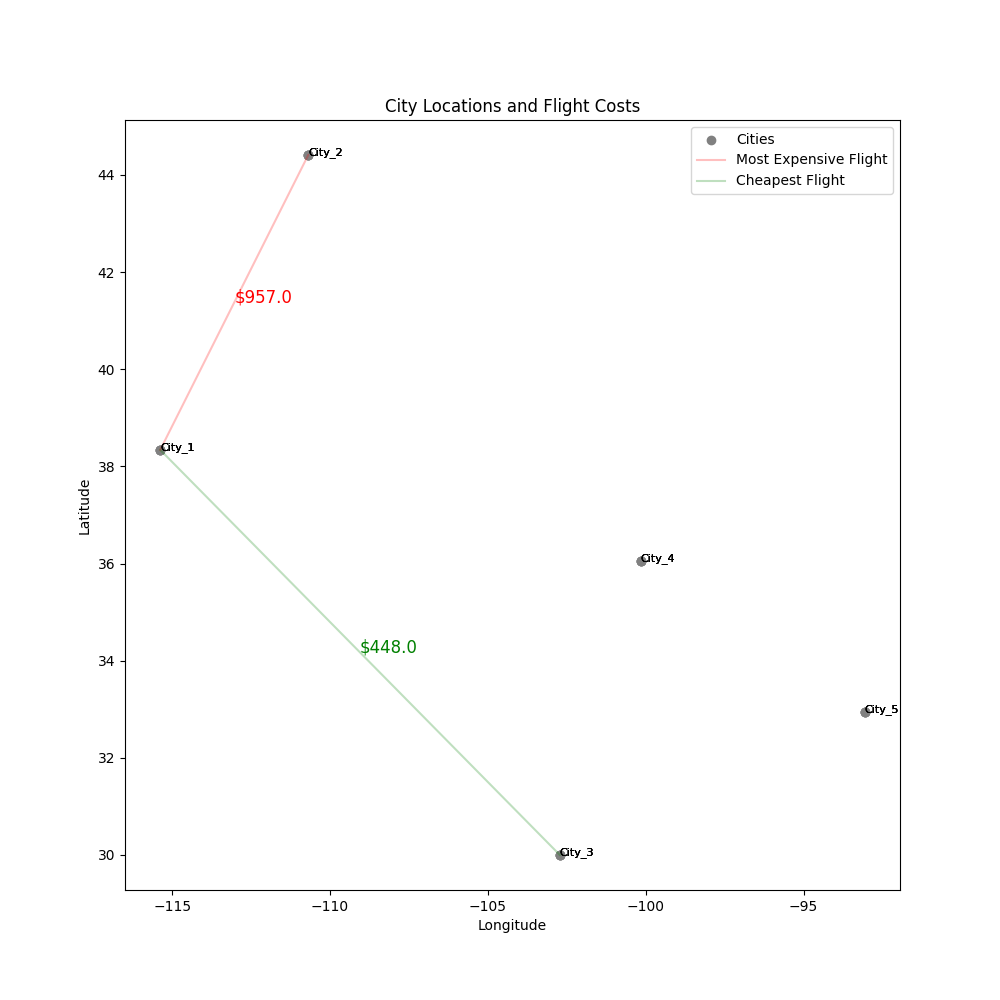 City Locations and Flight Costs
Cities
Most Expensive Flight
Cheapest Flight
City_2
44
42
$957.0
40
City_1
38
Latitude
City_4
36
$448.0
34
City_5
32
City_3
30
−115
−110
−105
−100
−95
Longitude